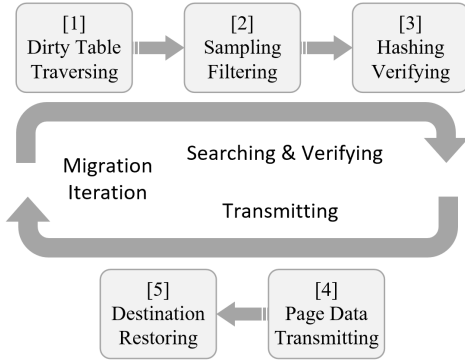 [1]
Dirty Table
Traversing
[2]
Sampling
Filtering
[3]
Hashing
Verifying
Migration
Iteration
Searching & Verifying
Transmitting
[5]
Destination
Restoring
[4]
Page Data
Transmitting